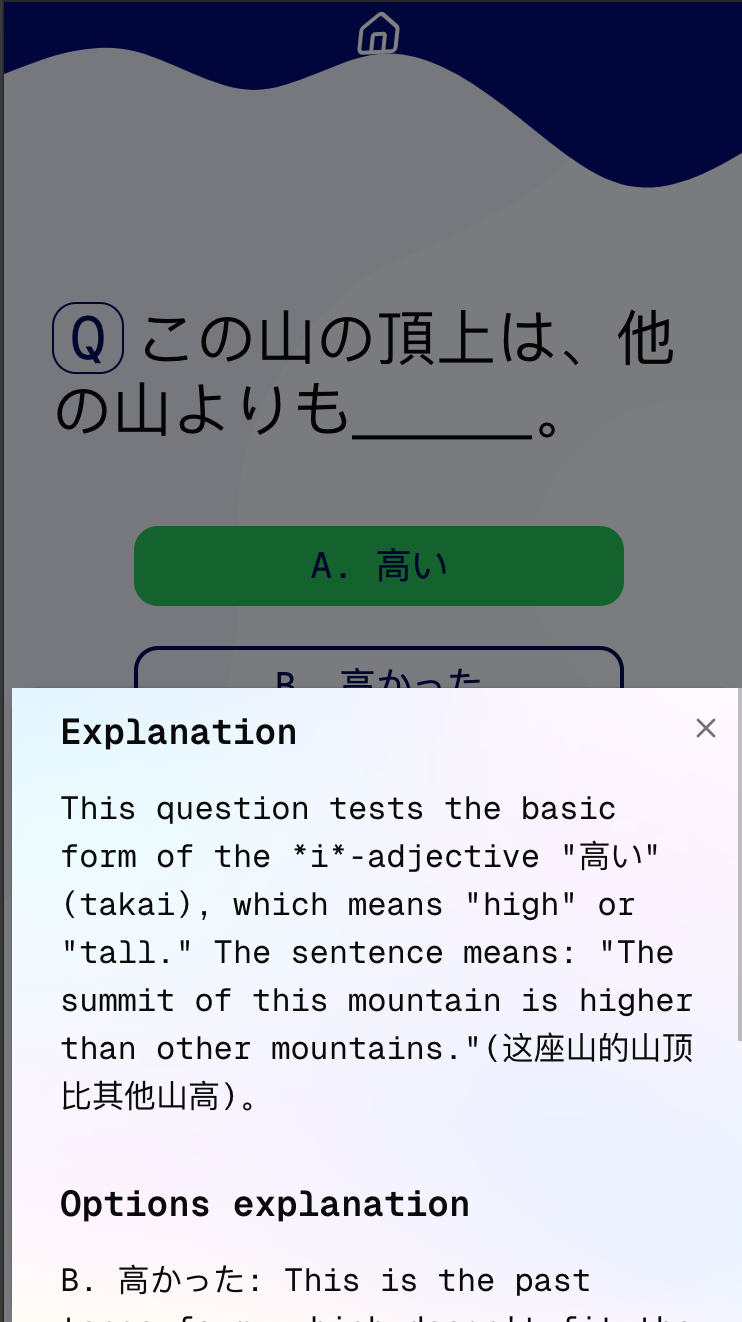 Q この山の頂上は、他
の山よりも______。
A. 高い
B. 高かった
Explanation
This question tests the basic
form of the *i*-adjective "高い"
(takai), which means "high" or
"tall." The sentence means: "The
summit of this mountain is higher
than other mountains."(这座山的山顶
比其他山高)。
Options explanation
B. 高かった: This is the past